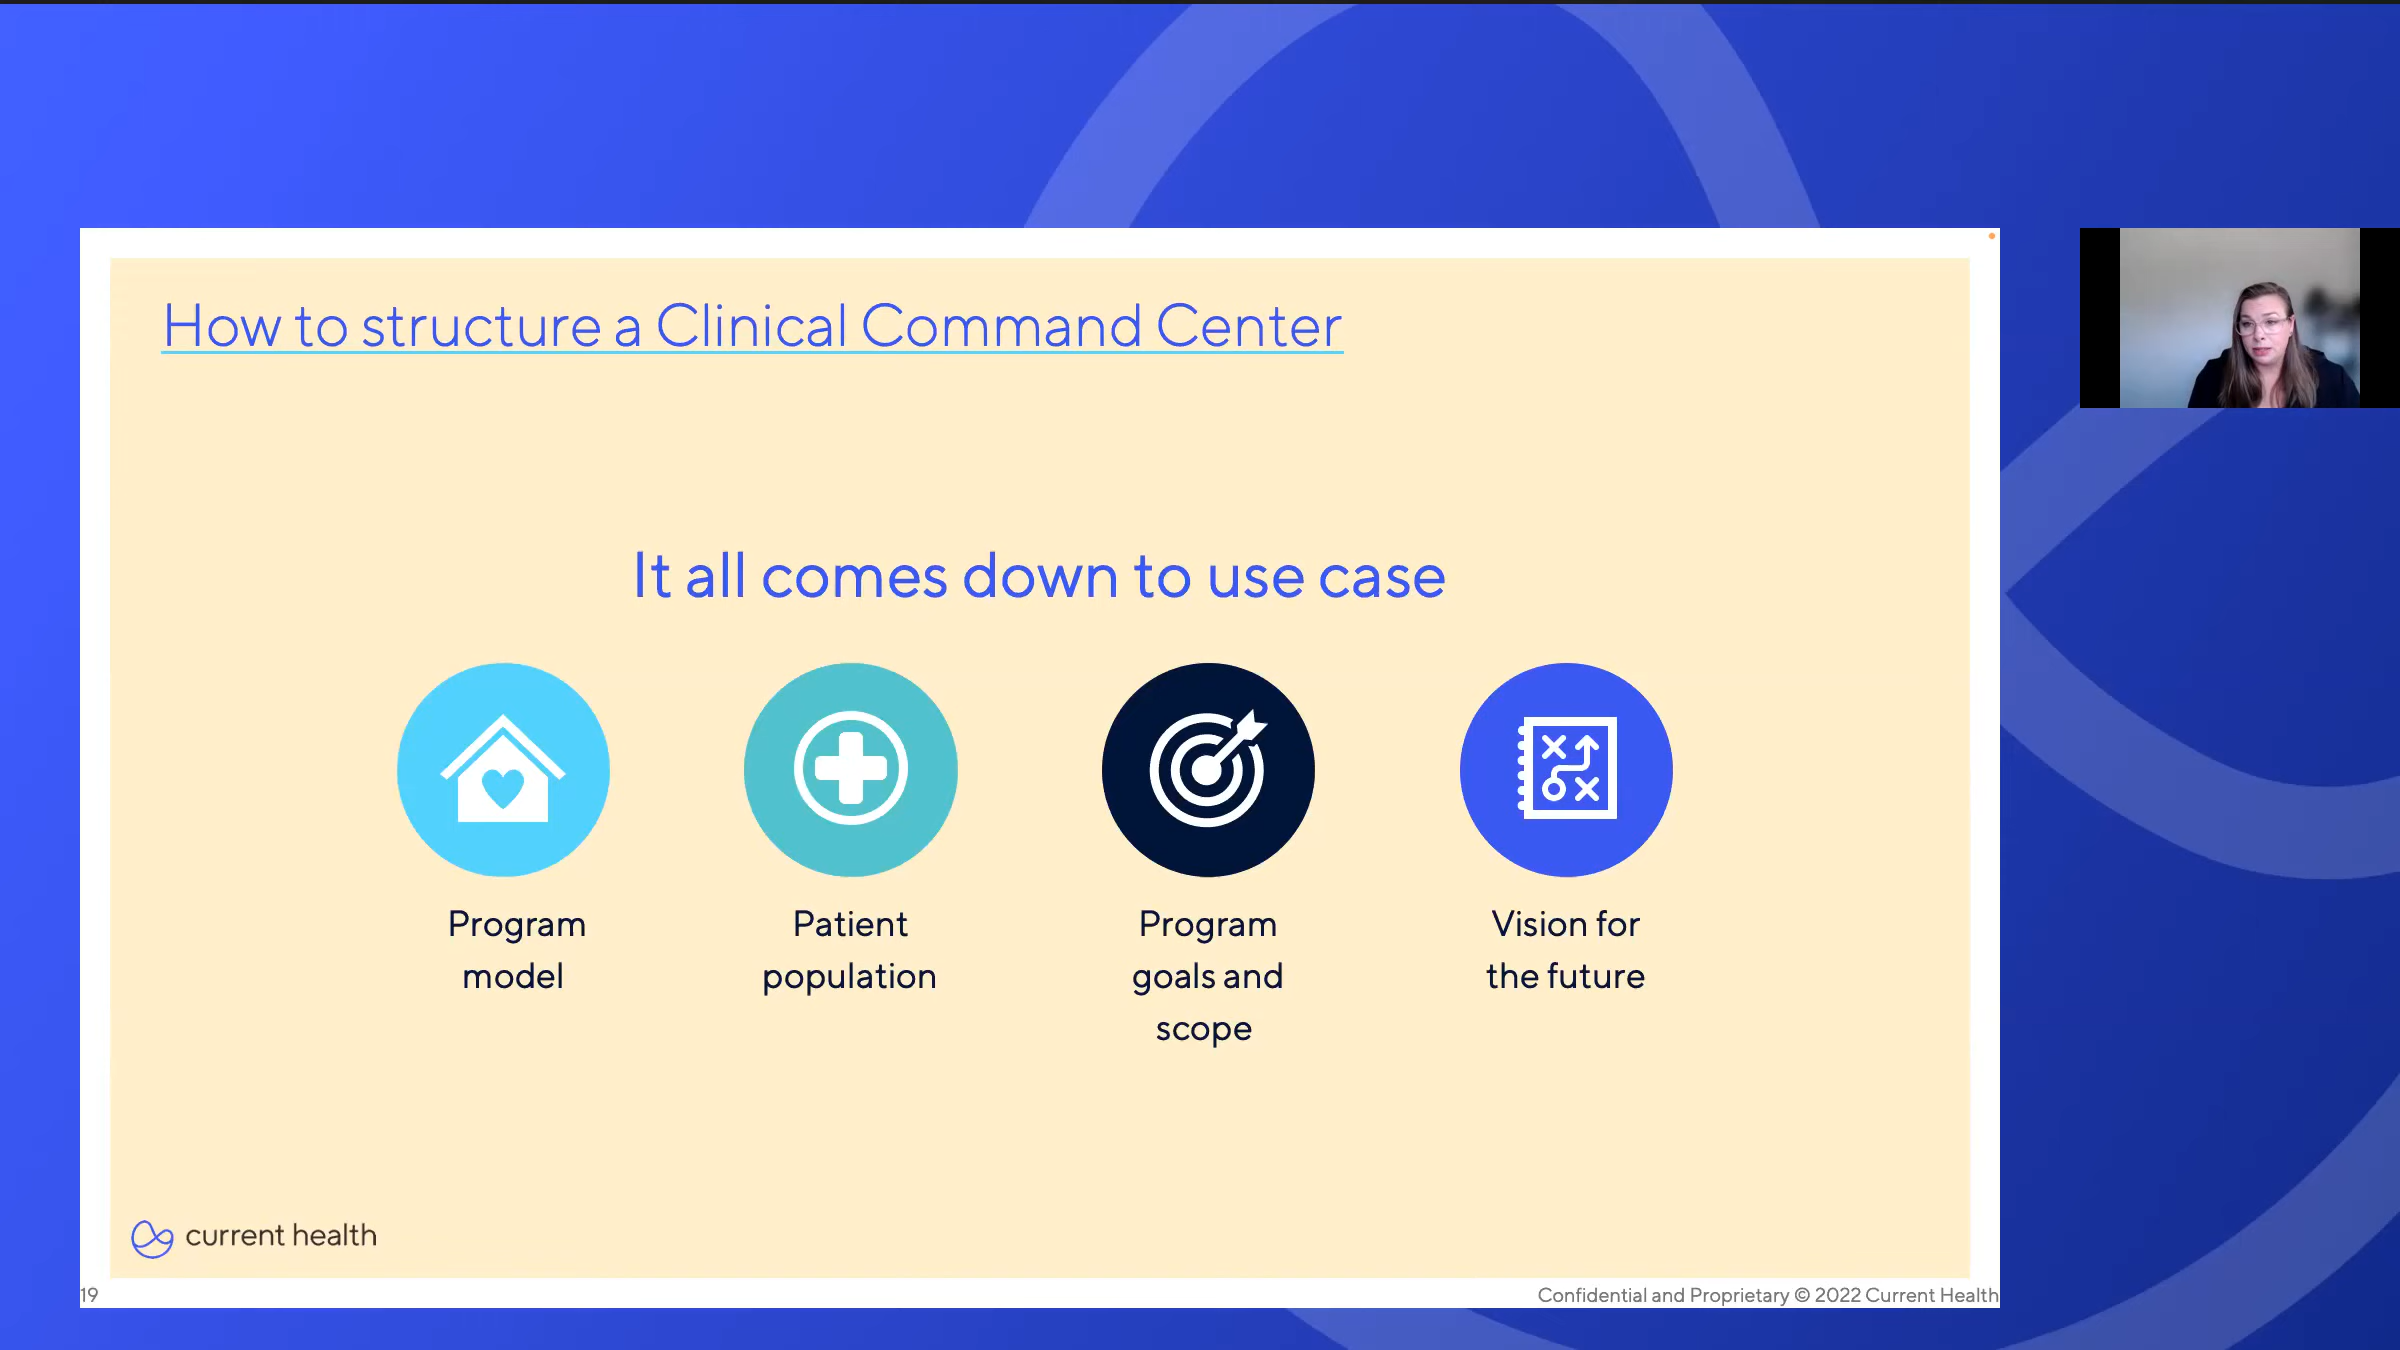 How to structure a Clinical Command Center
It all comes down to use case
Program
model
Patient
population
Program
goals and
scope
Vision for
the future
current health
19
Confidential and Proprietary © 2022 Current Health